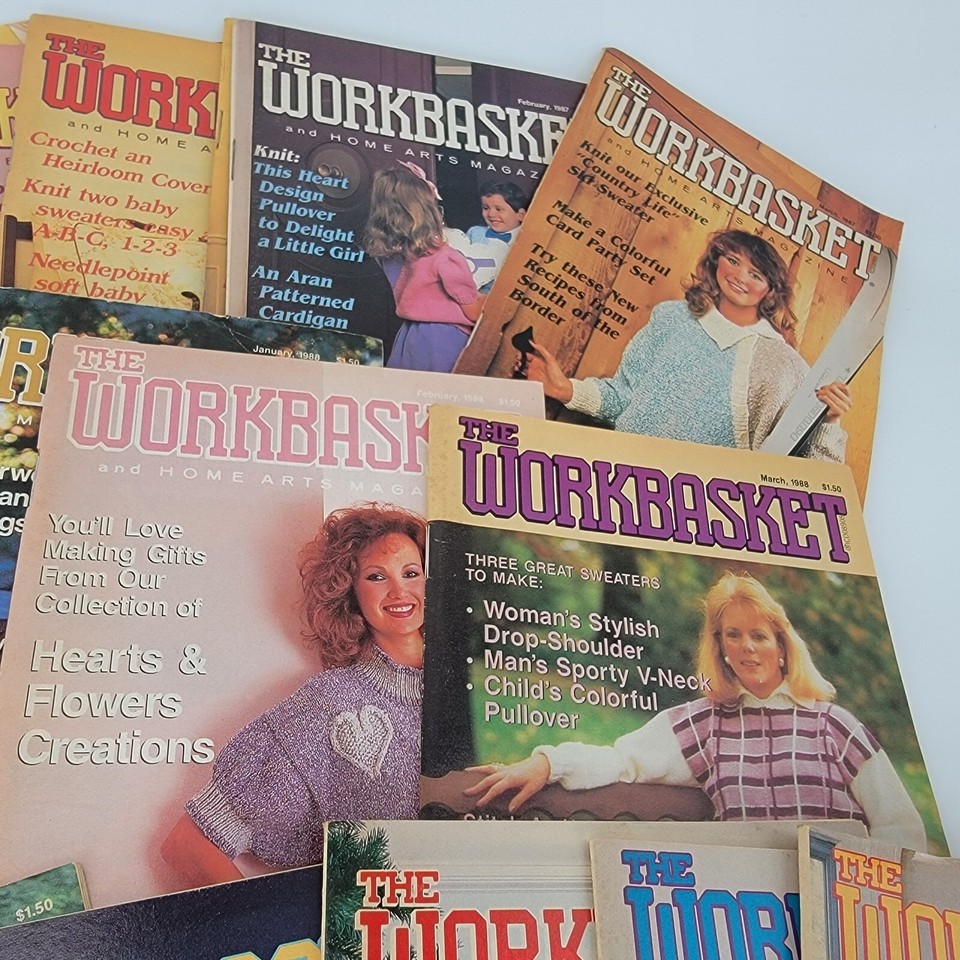 THE
WORK
and HOME A
Crochet an
Heirloom Cover
Knit two baby
sweaters easy
A-B-C, 1-2-3
Needlepoint
soft baby
THE
WORKBASKE
February, 1987
and HOME ARTS MAGAZ
Knit:
This Heart
Design
Pullover
to Delight
a Little Girl
An Aran
Patterned
Cardigan
THE
WORKBASKET
and HOME ARTS MAGAZINE
Knit our Exclusive
"Country Life"
Ski Sweater
Make a Colorful
Card Party Set
Try these New
Recipes from
South of the
Border
R
M
January, 1988 $1.50
THE
WORKBASK
February, 1988 $1.50
and HOME ARTS MAGA
You'll Love
Making Gifts
From Our
Collection of
Hearts &
Flowers
Creations
THE
WORKBASKET
March, 1988 $1.50
THREE GREAT SWEATERS
TO MAKE:
• Woman's Stylish
Drop-Shoulder
• Man's Sporty V-Neck
• Child's Colorful
Pullover
$1.50
THE
WORK
THE
WORK
THE
WO